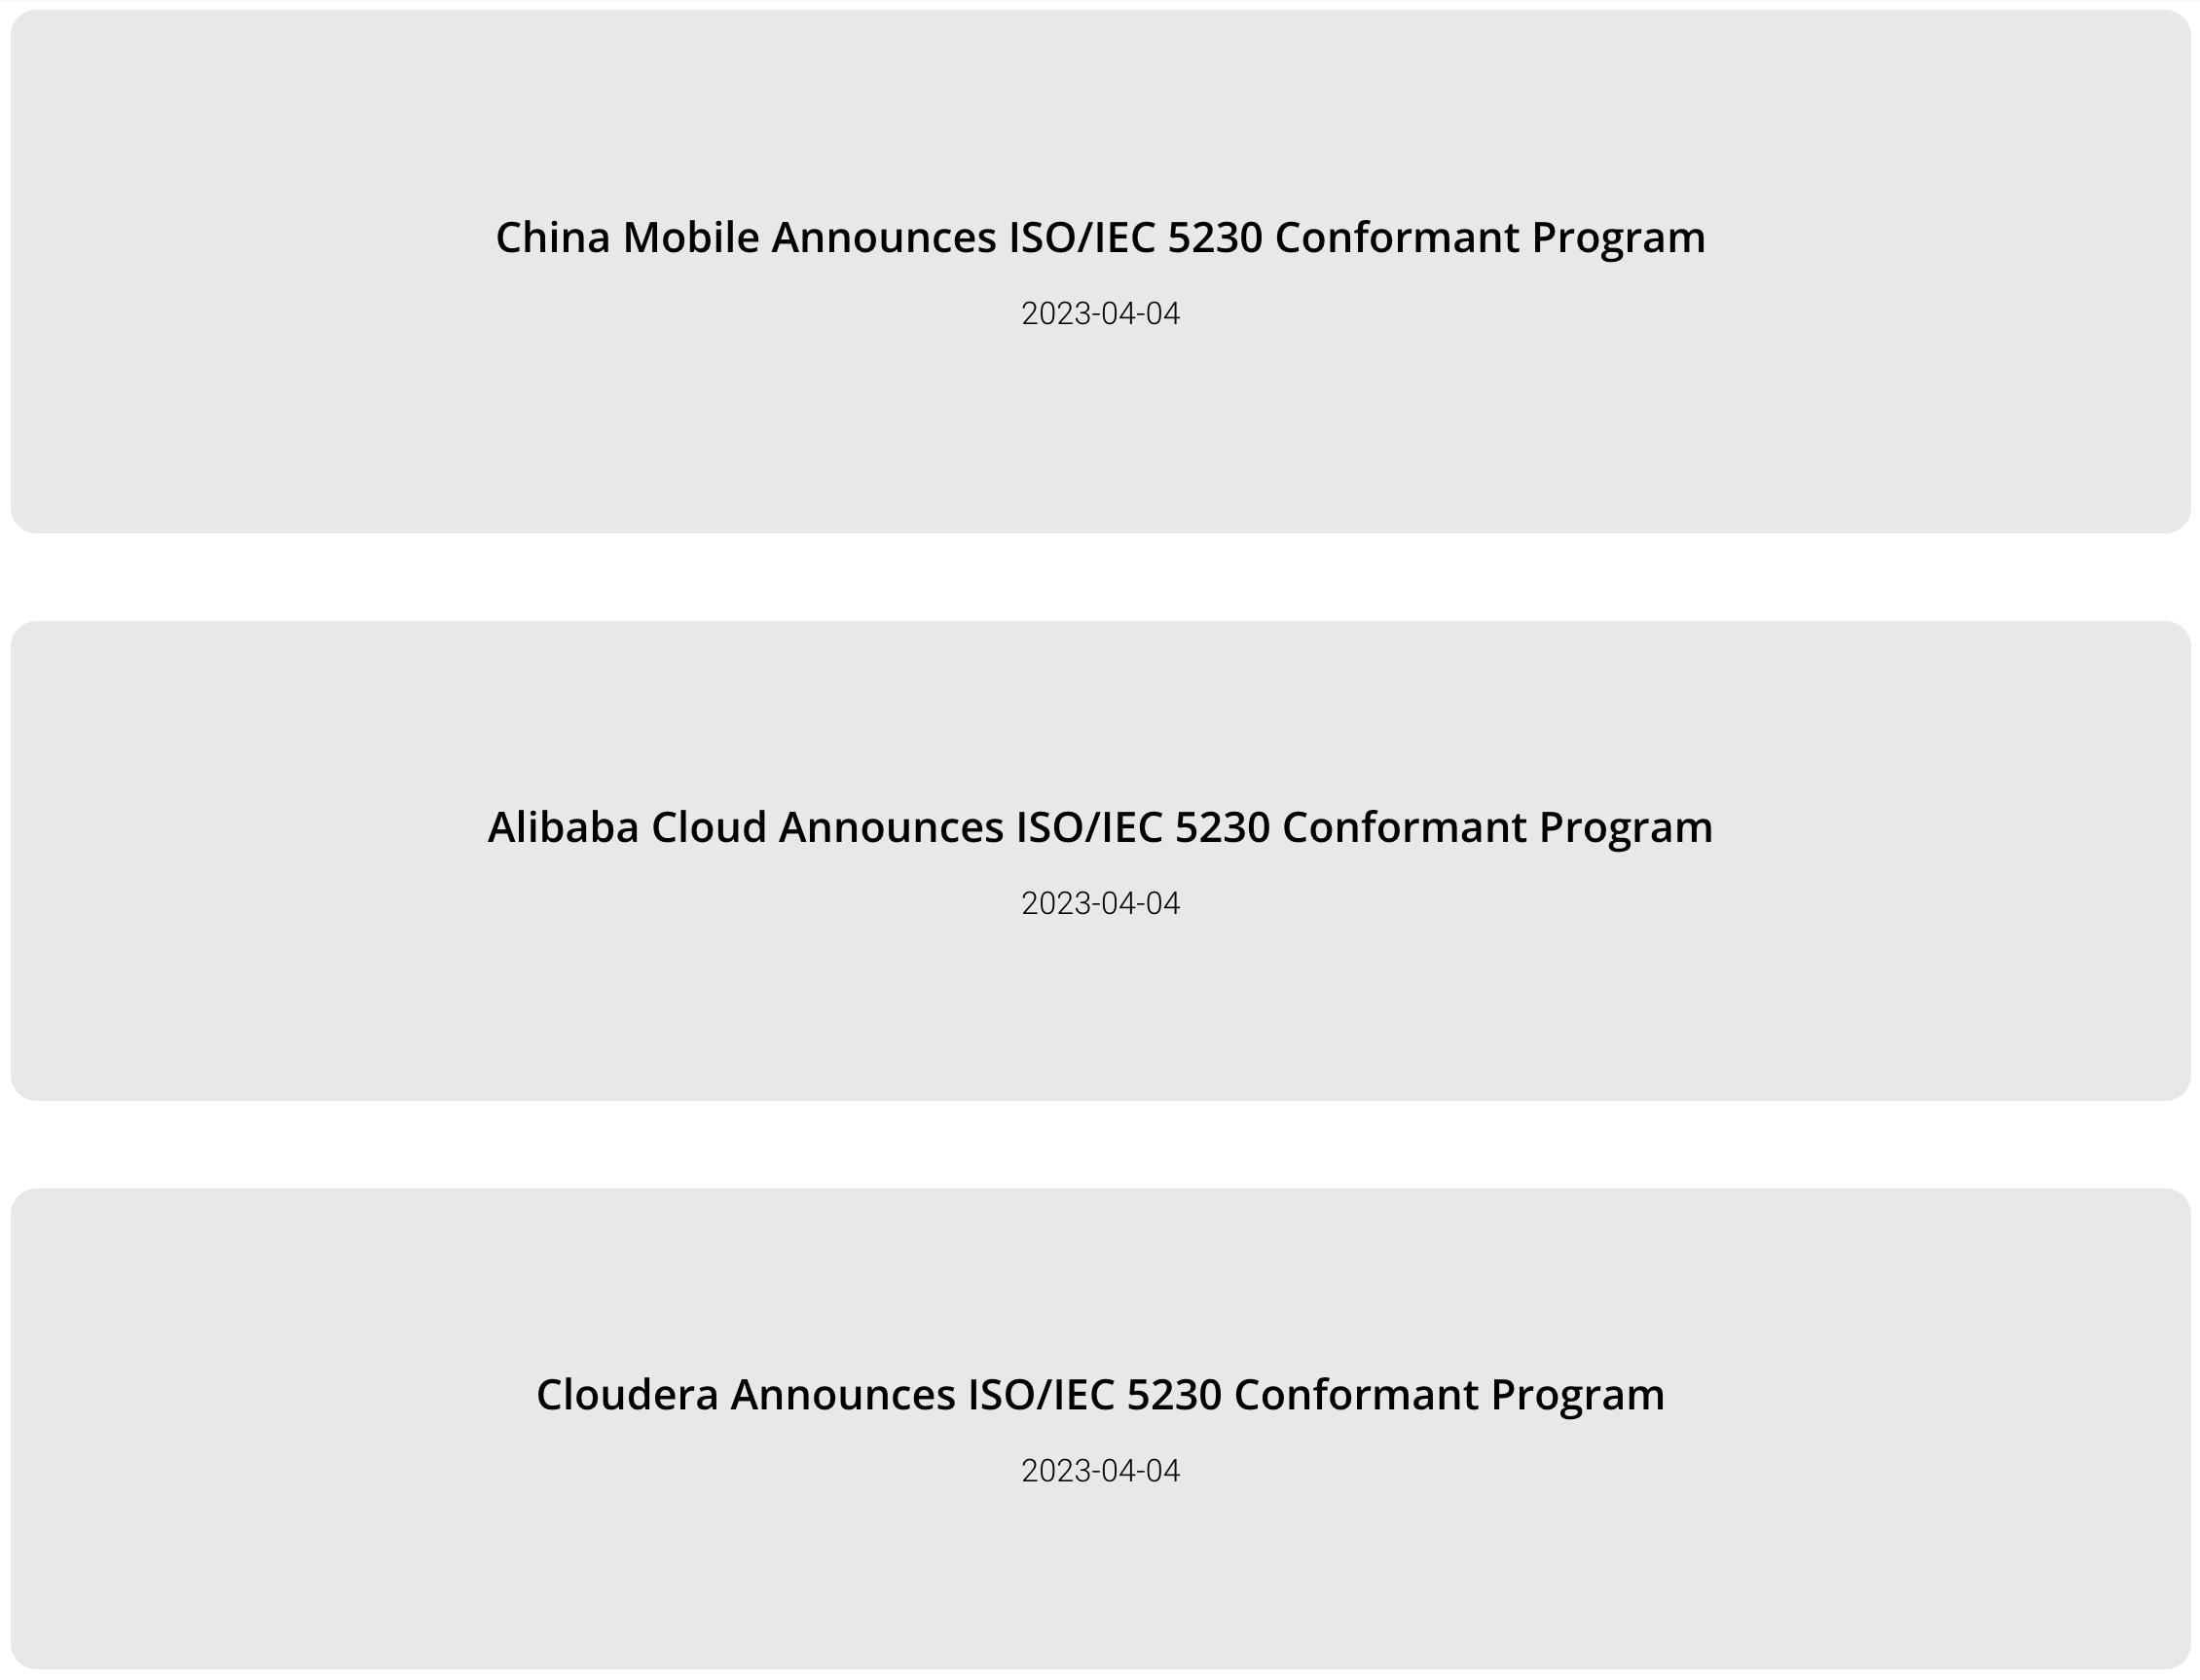 China Mobile Announces ISO/IEC 5230 Conformant Program
2023-04-04
Alibaba Cloud Announces ISO/IEC 5230 Conformant Program
2023-04-04
Cloudera Announces ISO/IEC 5230 Conformant Program
2023-04-04